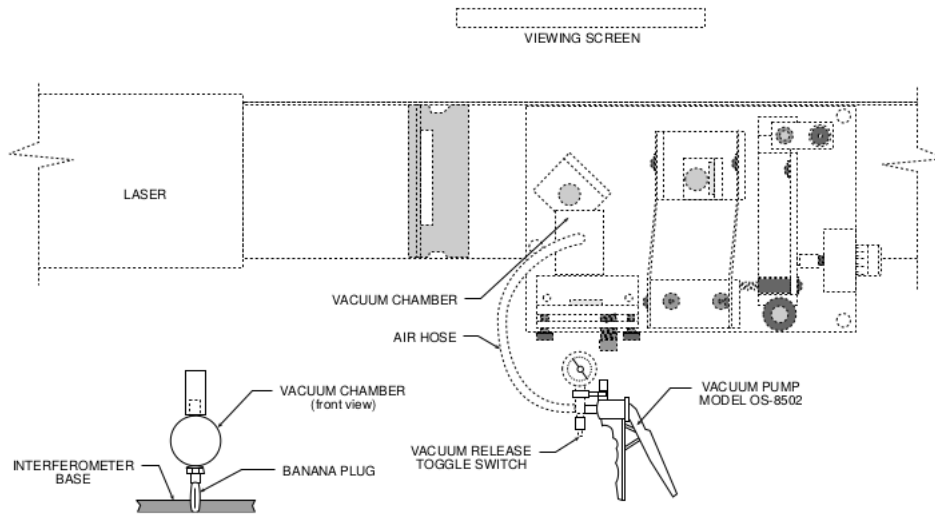 VIEWING SCREEN
LASER
VACUUM CHAMBER
AIR HOSE
VACUUM CHAMBER
(front view)
VACUUM PUMP
MODEL OS-8502
VACUUM RELEASE
TOGGLE SWITCH
INTERFEROMETER
BASE
BANANA PLUG